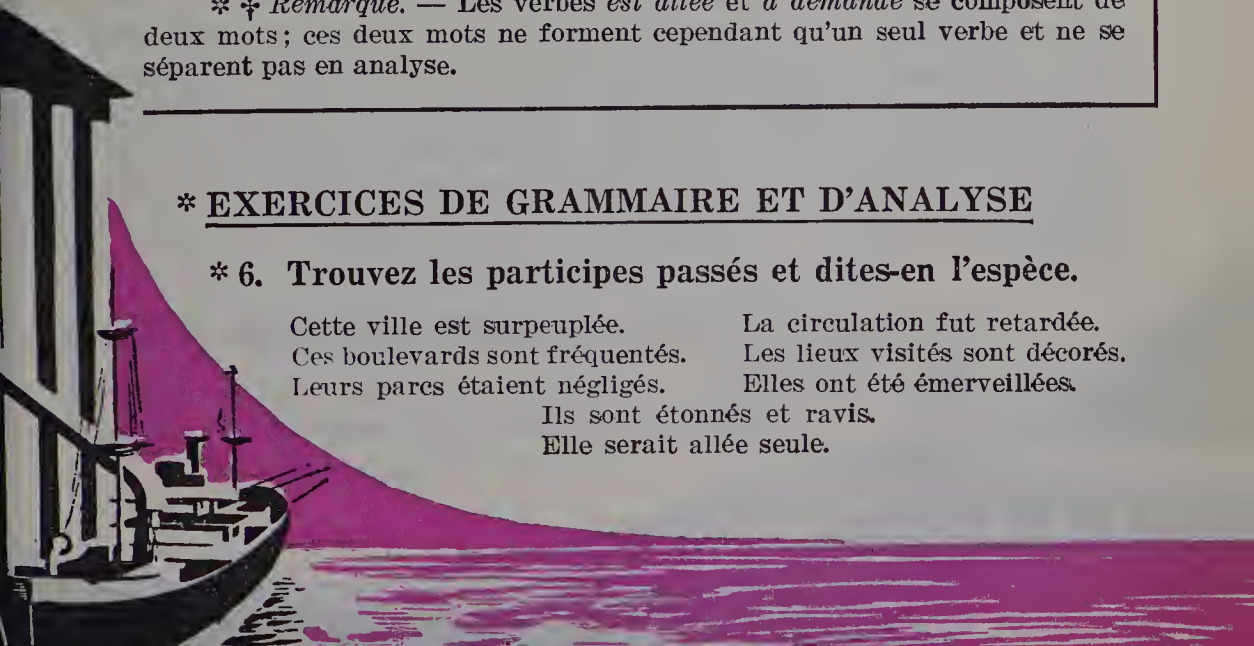 * † Remarque. — Les verbes est allée et a demandé se composent de
deux mots; ces deux mots ne forment cependant qu'un seul verbe et ne se
séparent pas en analyse.
* EXERCICES DE GRAMMAIRE ET D'ANALYSE
* 6. Trouvez les participes passés et dites-en l'espèce.
Cette ville est surpeuplée.
Ces boulevards sont fréquentés.
Leurs parcs étaient négligés.
La circulation fut retardée.
Les lieux visités sont décorés.
Elles ont été émerveillées.
Ils sont étonnés et ravis.
Elle serait allée seule.